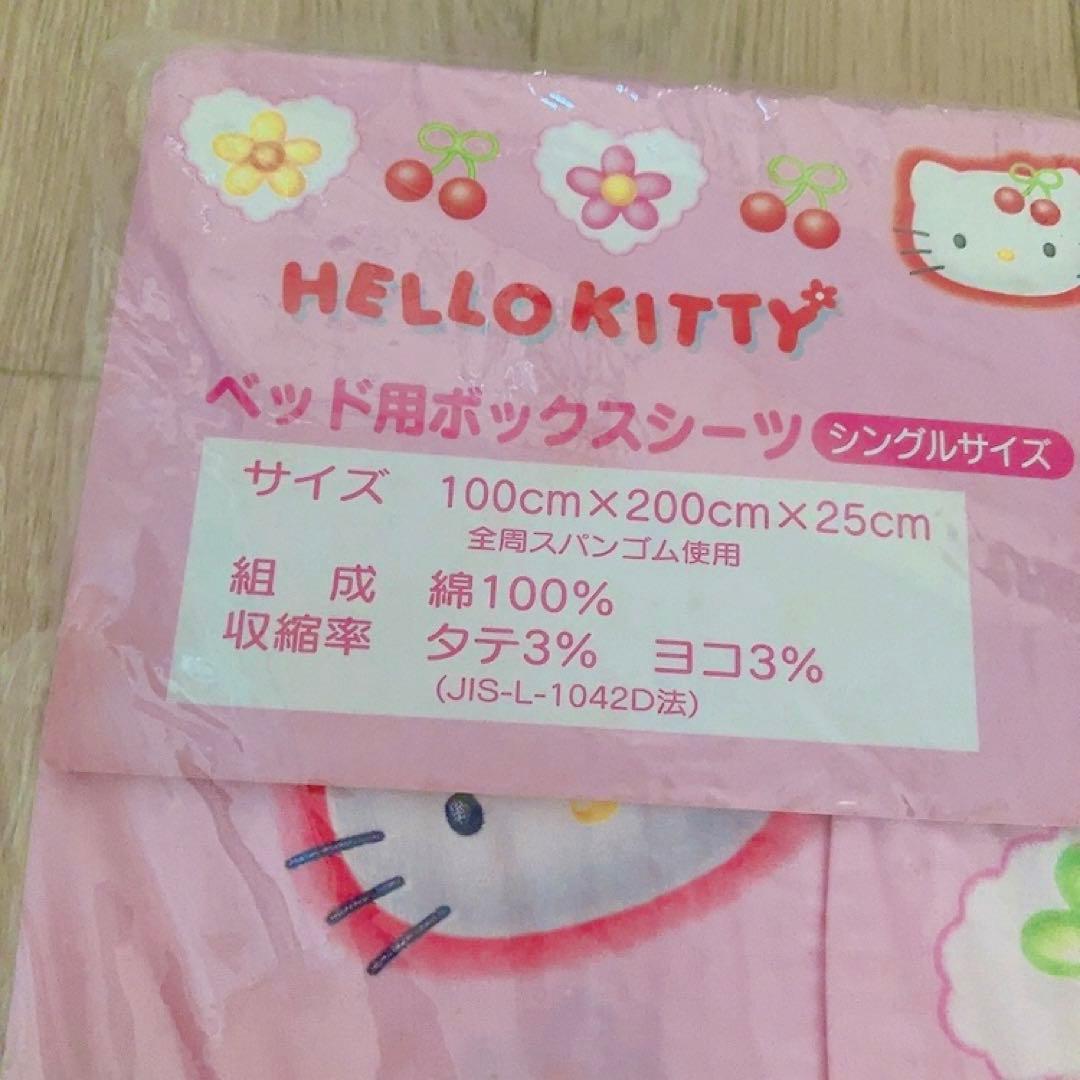 HELLO KITTY
ベッド用ボックスシーツ シングルサイズ
サイズ 100cm×200cm×25cm
全周スパンゴム使用
組 成 綿100%
収縮率 タテ3% ヨコ3%
(JIS-L-1042D法)